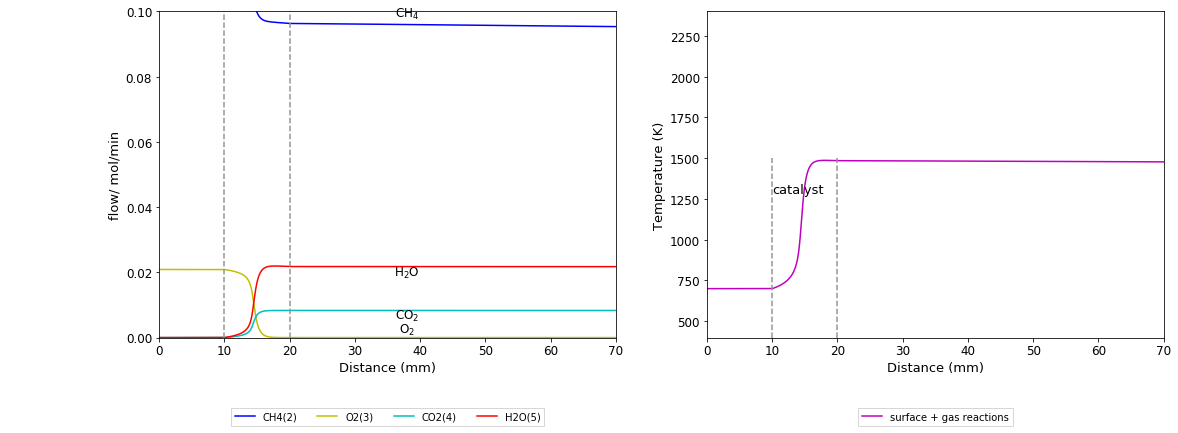 flow/ mol/min
0.10
0.08
0.06
0.04
0.02
0.00
CH₄
H₂O
CO₂
O₂
0 10 20 30 40 50 60 70
Distance (mm)
CH4(2) O2(3) CO2(4) H2O(5)
Temperature (K)
2250
2000
1750
1500
1250
1000
750
500
catalyst
0 10 20 30 40 50 60 70
Distance (mm)
surface + gas reactions